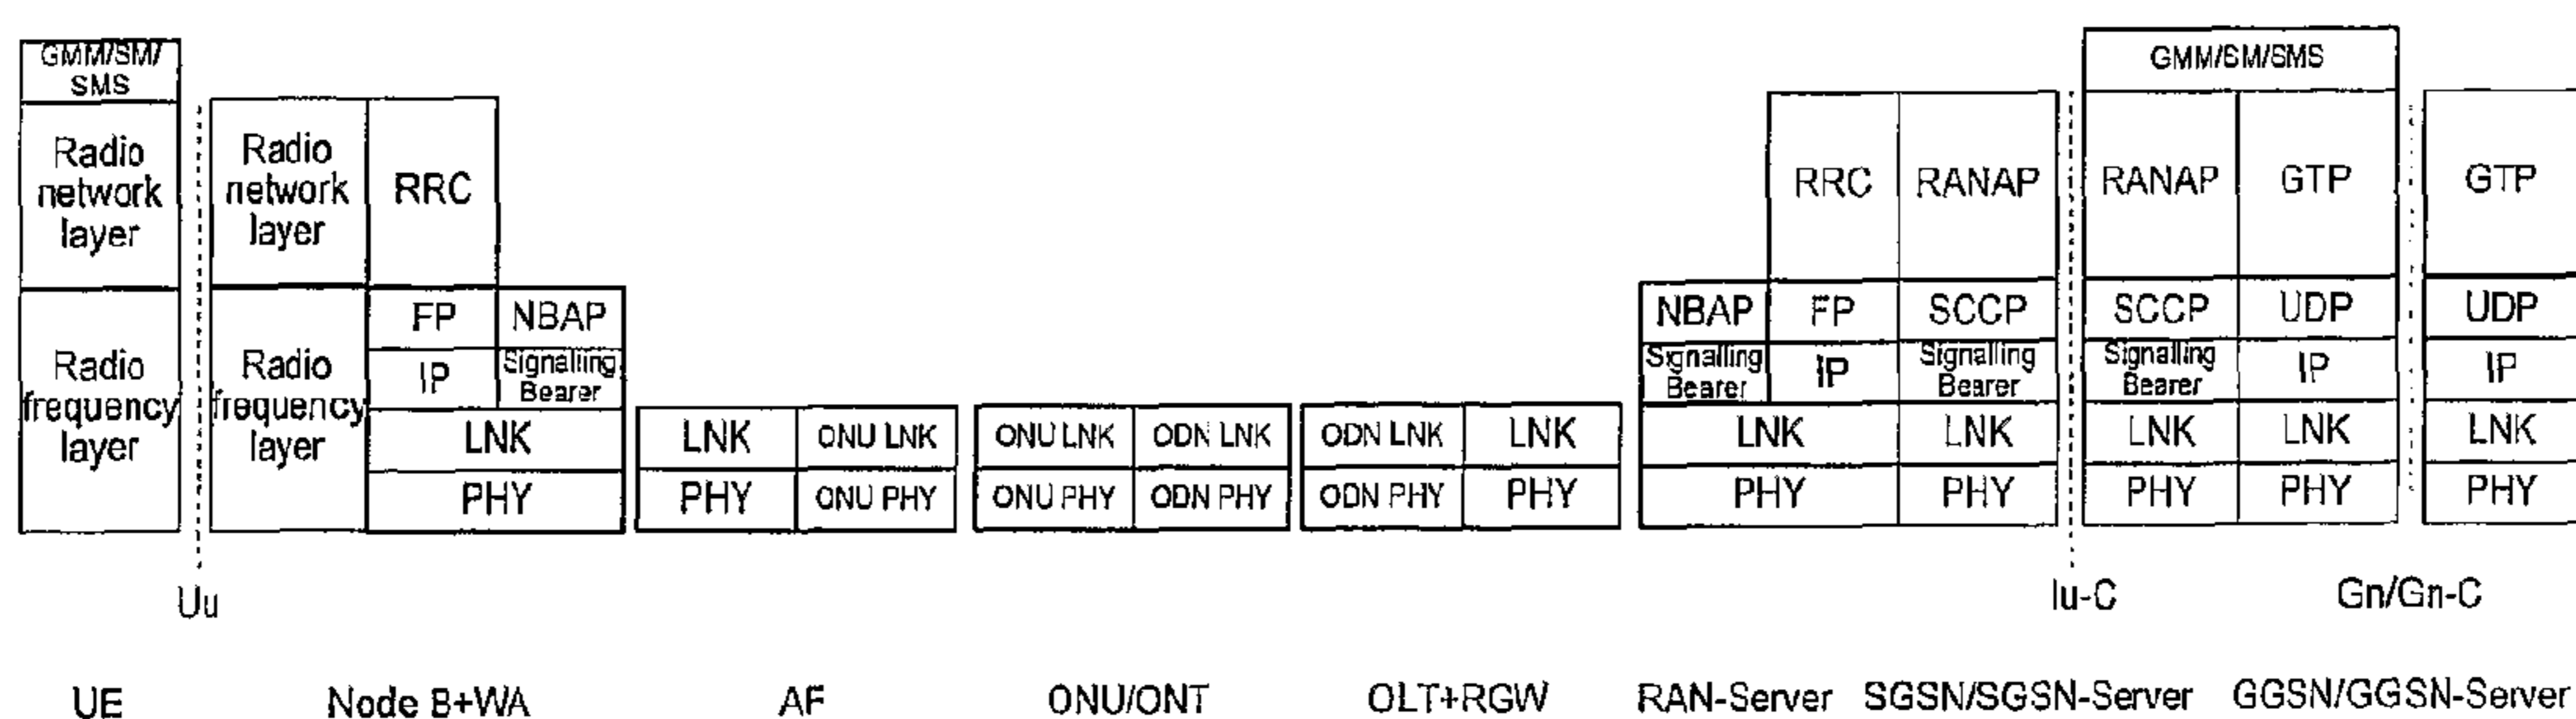 GMM/SM/
SMS
Radio
network
layer
Radio
frequency
layer
Radio
network
layer
RRC
Radio
frequency
layer
FP
NBAP
IP
Signalling
Bearer
LNK
PHY
LNK
ONU LNK
PHY
ONU PHY
ONU LNK
ODN LNK
ONU PHY
ODN PHY
ODN LNK
LNK
ODN PHY
PHY
RRC
RANAP
NBAP
FP
SCCP
Signalling
Bearer
IP
Signalling
Bearer
LNK
LNK
PHY
PHY
GMM/SM/SMS
RANAP
GTP
SCCP
UDP
Signalling
Bearer
IP
LNK
LNK
PHY
PHY
GTP
UDP
IP
LNK
PHY
Uu
Iu-C
Gn/Gn-C
UE
Node B+WA
AF
ONU/ONT
OLT+RGW
RAN-Server
SGSN/SGSN-Server
GGSN/GGSN-Server